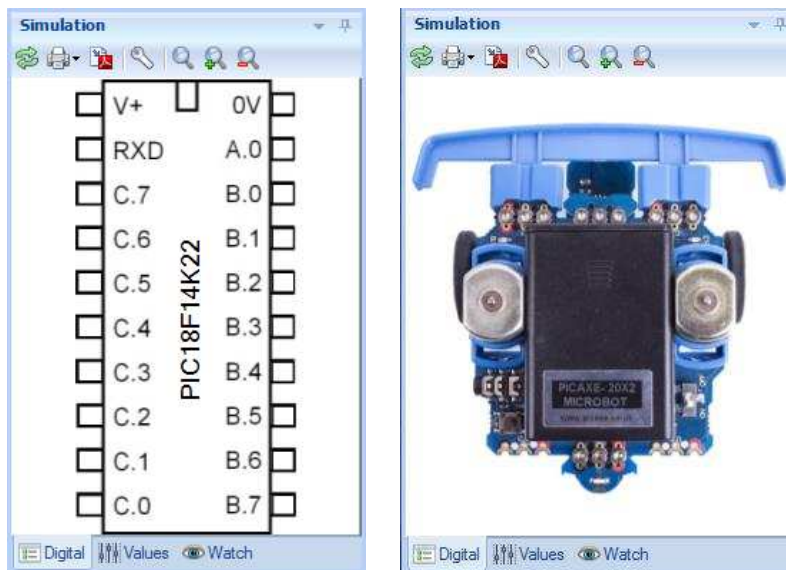 Simulation
V+ 0V
RXD A.0
C.7 B.0
C.6 B.1
C.5 B.2
C.4 B.3
C.3 B.4
C.2 B.5
C.1 B.6
C.0 B.7
PIC18F14K22
Digital Values Watch
Simulation
PICAXE-20X2
MICROBOT
Digital Values Watch